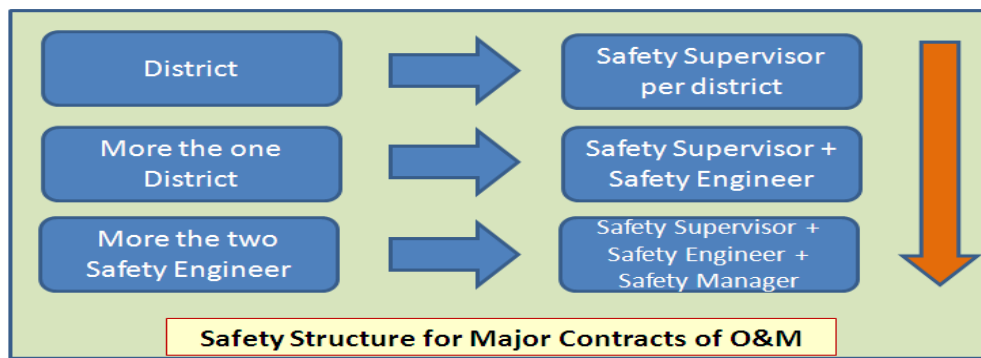 District
Safety Supervisor
per district
More the one
District
Safety Supervisor +
Safety Engineer
More the two
Safety Engineer
Safety Supervisor +
Safety Engineer +
Safety Manager
Safety Structure for Major Contracts of O&M